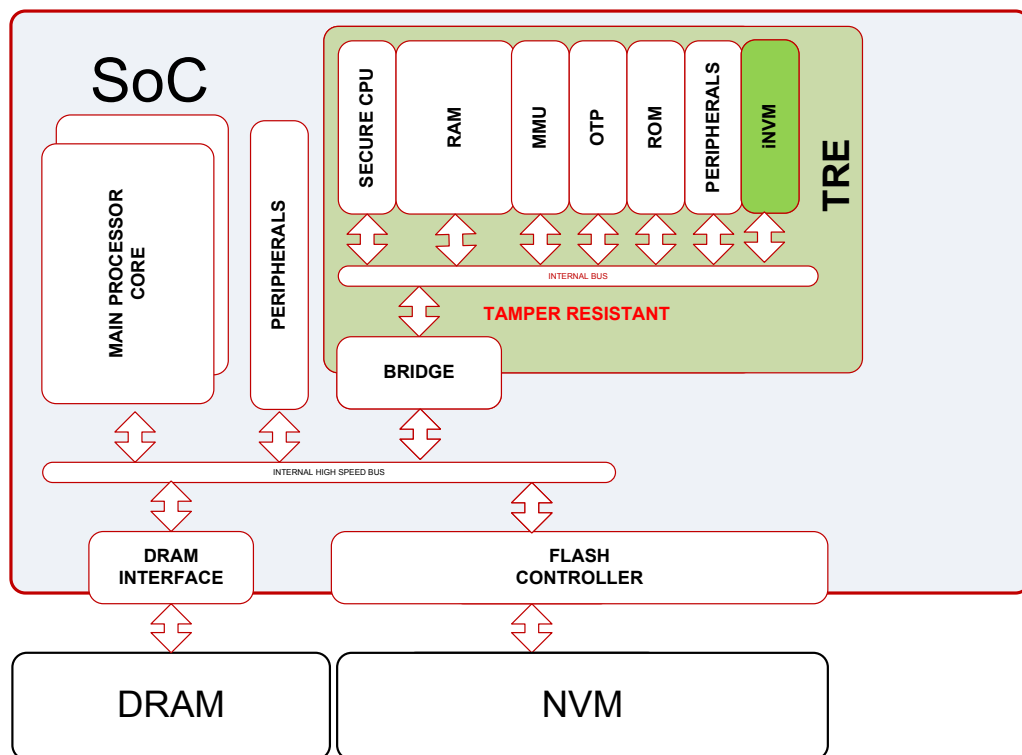 SoC
MAIN PROCESSOR
CORE
PERIPHERALS
SECURE CPU
RAM
MMU
OTP
ROM
PERIPHERALS
iNVM
TRE
INTERNAL BUS
TAMPER RESISTANT
BRIDGE
INTERNAL HIGH SPEED BUS
DRAM
INTERFACE
FLASH
CONTROLLER
DRAM
NVM